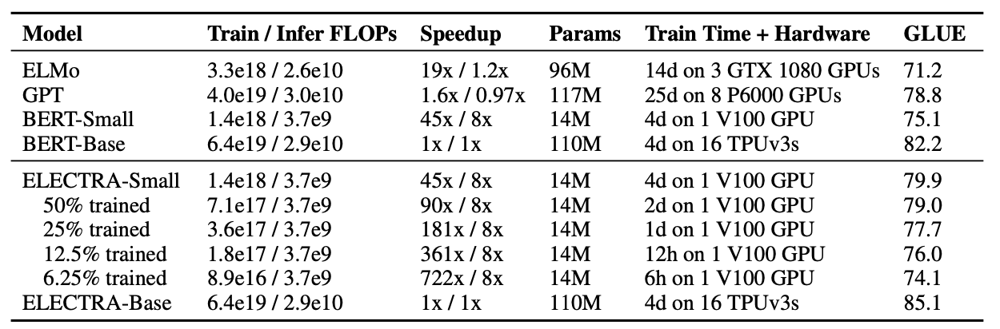 Model Train / Infer FLOPs Speedup Params Train Time + Hardware GLUE
ELMo 3.3e18 / 2.6e10 19x / 1.2x 96M 14d on 3 GTX 1080 GPUs 71.2
GPT 4.0e19 / 3.0e10 1.6x / 0.97x 117M 25d on 8 P6000 GPUs 78.8
BERT-Small 1.4e18 / 3.7e9 45x / 8x 14M 4d on 1 V100 GPU 75.1
BERT-Base 6.4e19 / 2.9e10 1x / 1x 110M 4d on 16 TPUv3s 82.2
ELECTRA-Small 1.4e18 / 3.7e9 45x / 8x 14M 4d on 1 V100 GPU 79.9
50% trained 7.1e17 / 3.7e9 90x / 8x 14M 2d on 1 V100 GPU 79.0
25% trained 3.6e17 / 3.7e9 181x / 8x 14M 1d on 1 V100 GPU 77.7
12.5% trained 1.8e17 / 3.7e9 361x / 8x 14M 12h on 1 V100 GPU 76.0
6.25% trained 8.9e16 / 3.7e9 722x / 8x 14M 6h on 1 V100 GPU 74.1
ELECTRA-Base 6.4e19 / 2.9e10 1x / 1x 110M 4d on 16 TPUv3s 85.1